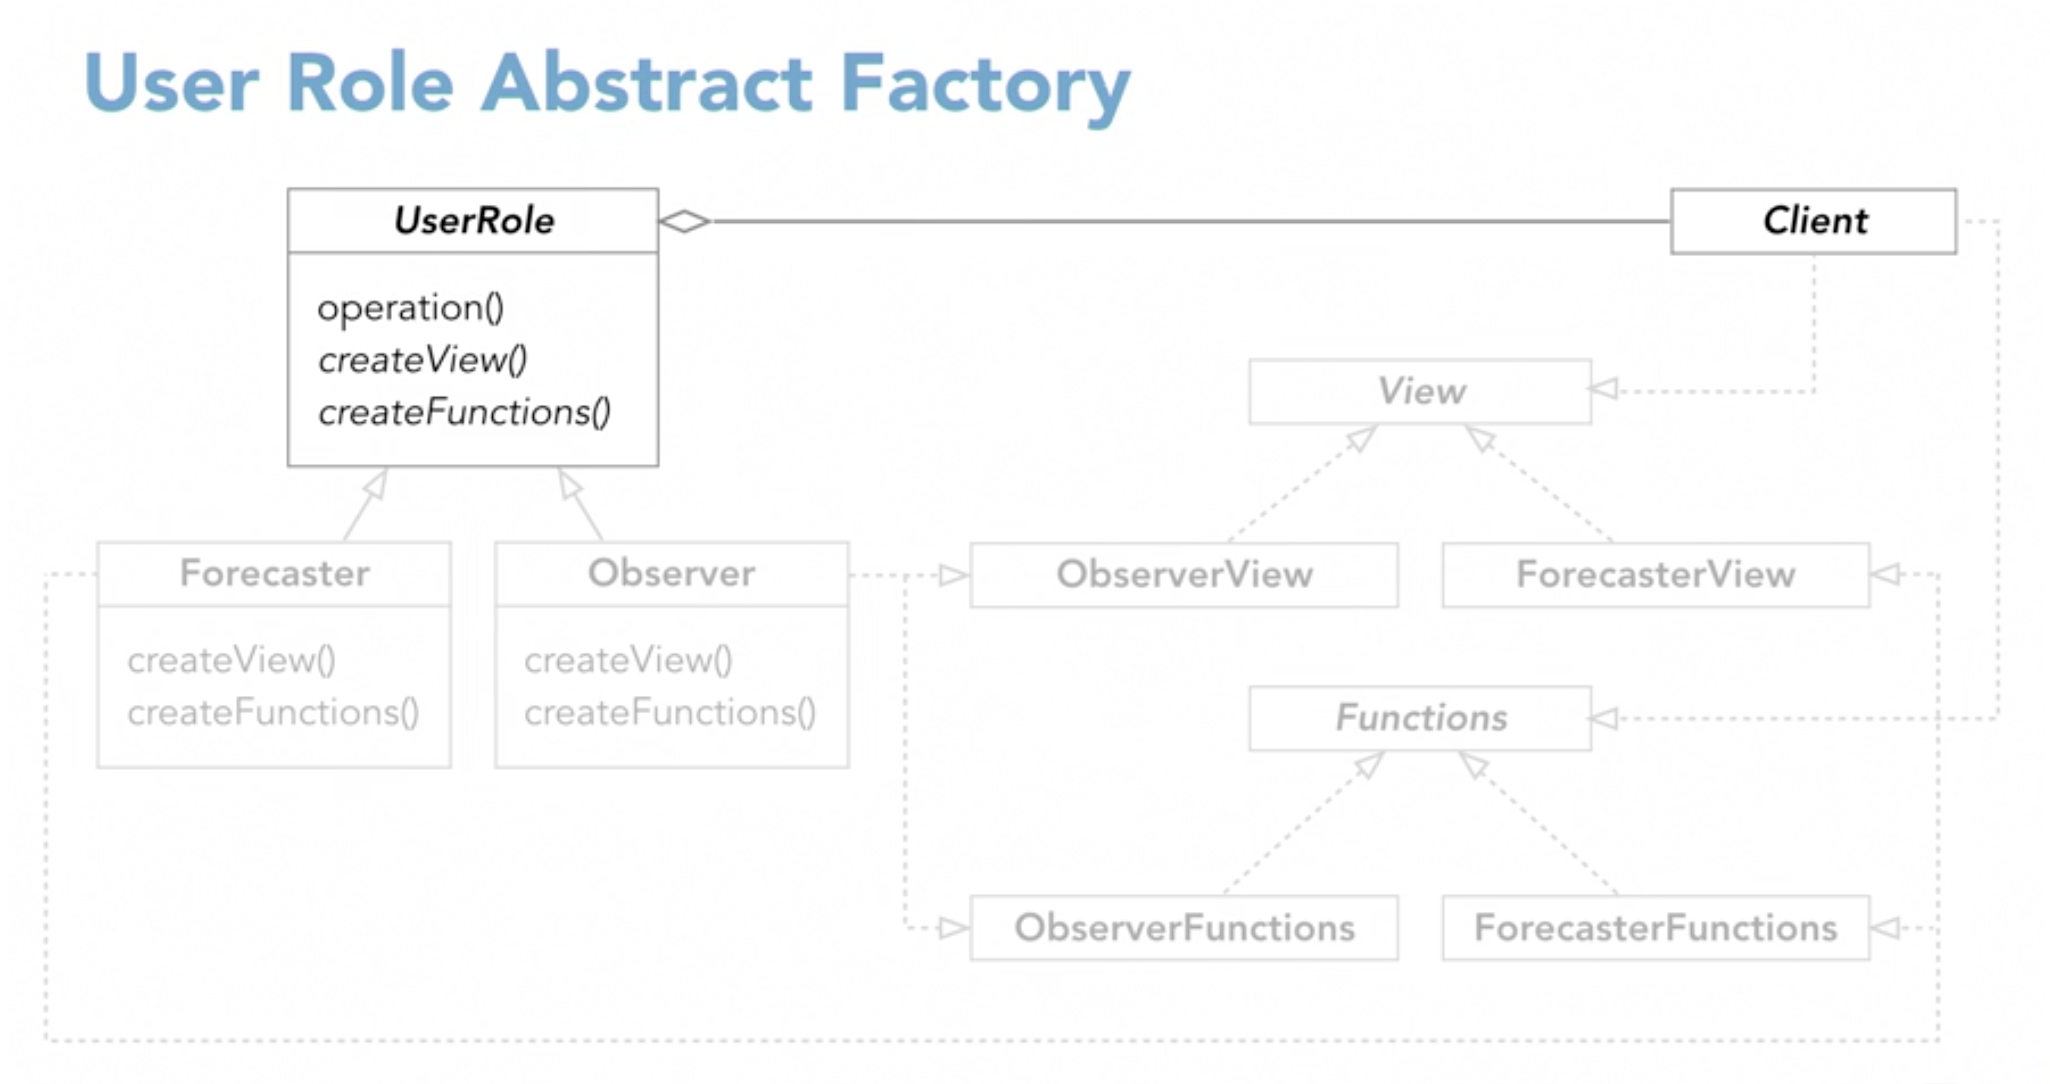 User Role Abstract Factory
UserRole
operation()
createView()
createFunctions()
Client
View
Forecaster
createView()
createFunctions()
Observer
createView()
createFunctions()
ObserverView
ForecasterView
Functions
ObserverFunctions
ForecasterFunctions